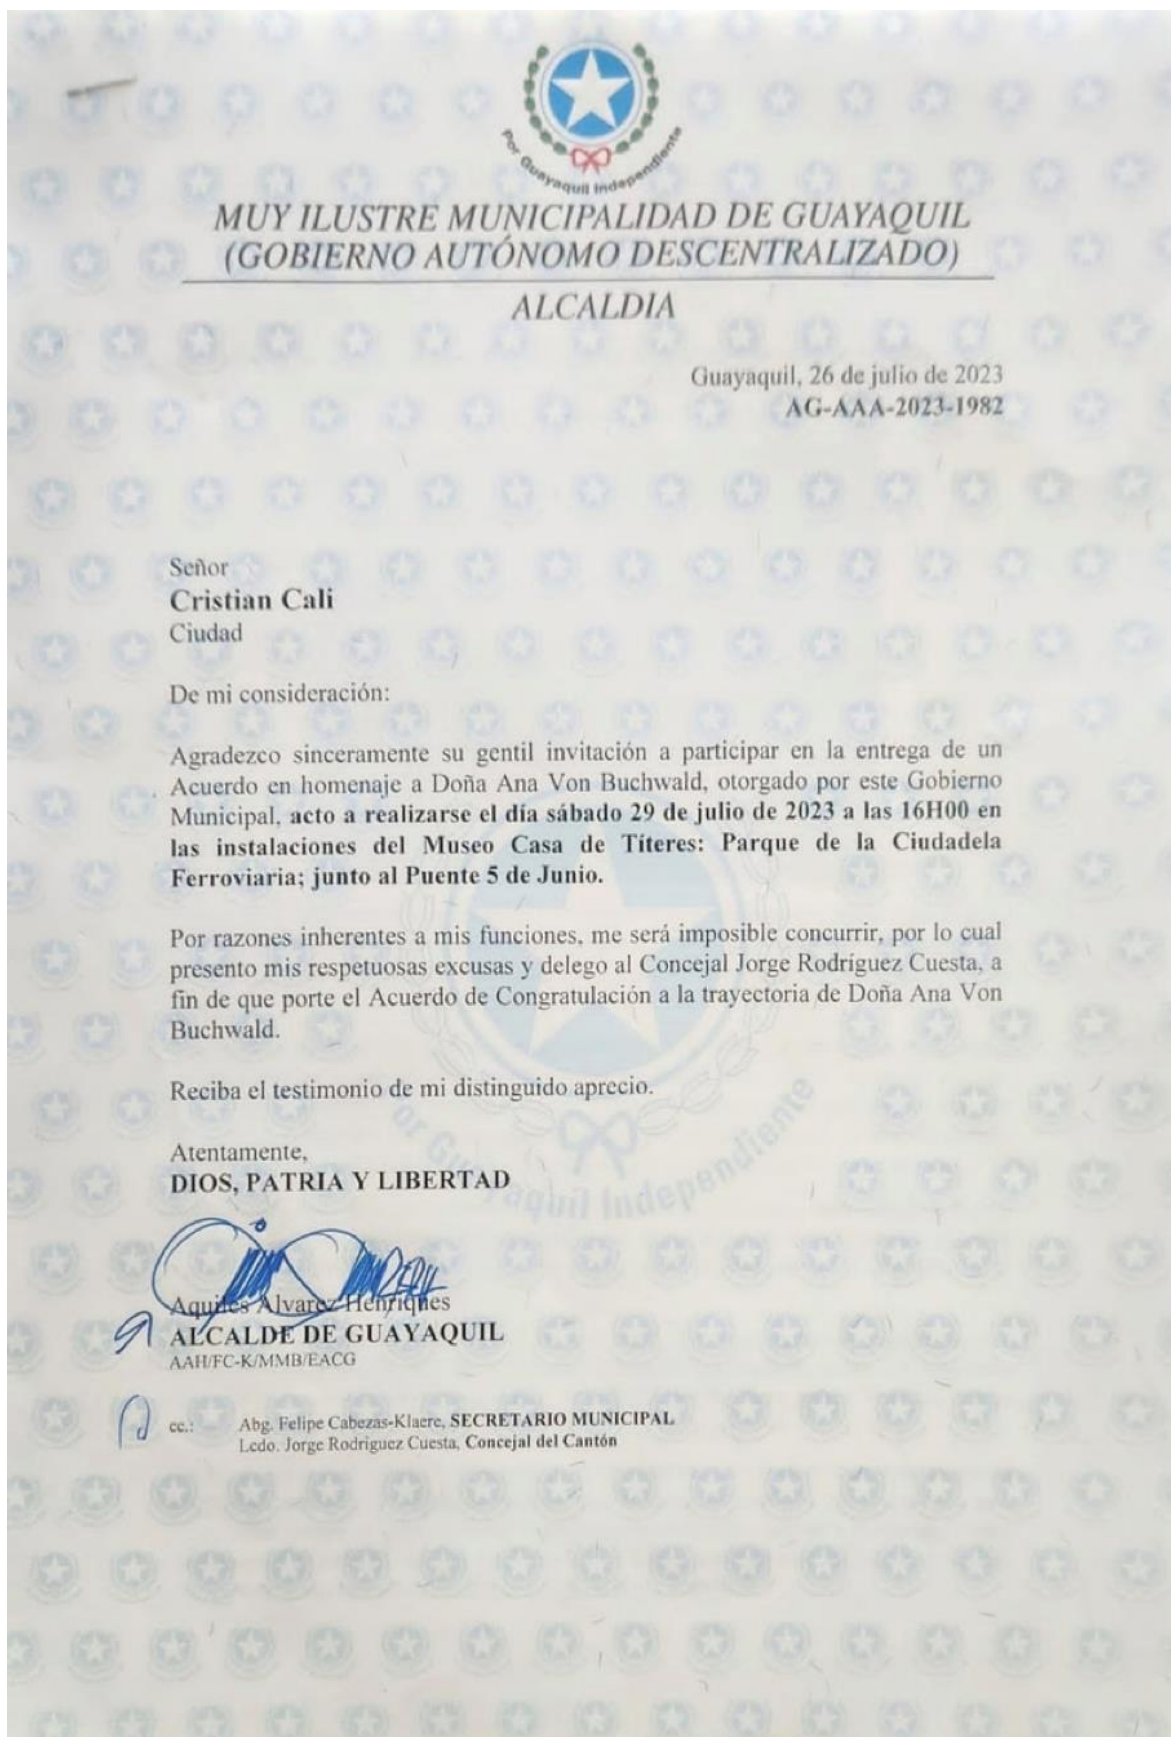 Por Guayaquil Independiente
MUY ILUSTRE MUNICIPALIDAD DE GUAYAQUIL
(GOBIERNO AUTÓNOMO DESCENTRALIZADO)
ALCALDIA
Guayaquil, 26 de julio de 2023
AG-AAA-2023-1982
Señor
Cristian Cali
Ciudad
De mi consideración:
Agradezco sinceramente su gentil invitación a participar en la entrega de un
Acuerdo en homenaje a Doña Ana Von Buchwald, otorgado por este Gobierno
Municipal, acto a realizarse el día sábado 29 de julio de 2023 a las 16H00 en
las instalaciones del Museo Casa de Títeres: Parque de la Ciudadela
Ferroviaria; junto al Puente 5 de Junio.
Por razones inherentes a mis funciones, me será imposible concurrir, por lo cual
presento mis respetuosas excusas y delego al Concejal Jorge Rodríguez Cuesta, a
fin de que porte el Acuerdo de Congratulación a la trayectoria de Doña Ana Von
Buchwald.
Reciba el testimonio de mi distinguido aprecio.
Atentamente,
DIOS, PATRIA Y LIBERTAD
or Guayaquil Independiente
Aquiles Alvarez Henriques
ALCALDE DE GUAYAQUIL
AAH/FC-K/MMB/EACG
cc.: Abg. Felipe Cabezas-Klaere, SECRETARIO MUNICIPAL
Lcdo. Jorge Rodríguez Cuesta, Concejal del Cantón